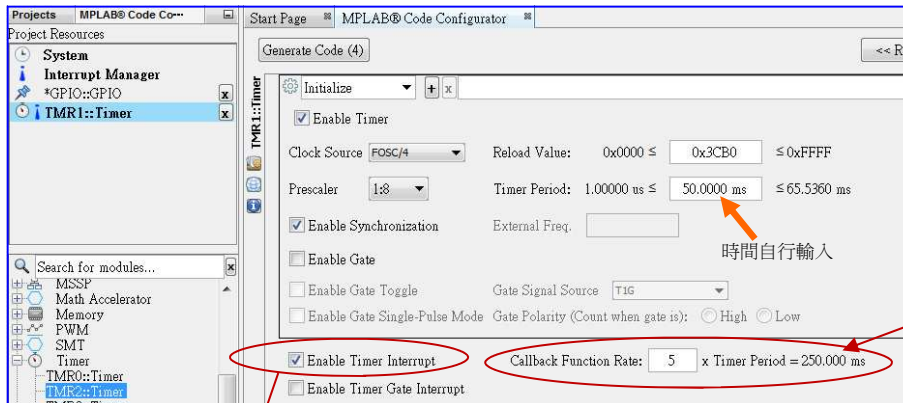 Projects MPLAB® Code Co···
Start Page MPLAB® Code Configurator
Project Resources
System
Interrupt Manager
*GPIO::GPIO x
TMR1::Timer x
Generate Code (4) << R
TMR1::Timer
Initialize + x
Enable Timer
Clock Source FOSC/4 Reload Value: 0x0000 ≤ 0x3CB0 ≤ 0xFFFF
Prescaler 1:8 Timer Period: 1.00000 us ≤ 50.0000 ms ≤ 65.5360 ms
Enable Synchronization External Freq.
時間自行輸入
Enable Gate
Enable Gate Toggle Gate Signal Source T1G
Enable Gate Single-Pulse Mode Gate Polarity (Count when gate is): High Low
Enable Timer Interrupt Callback Function Rate: 5 x Timer Period = 250.000 ms
Enable Timer Gate Interrupt
Search for modules... x
MSSP
Math Accelerator
Memory
PWM
SMT
Timer
TMR0::Timer
TMR2::Timer